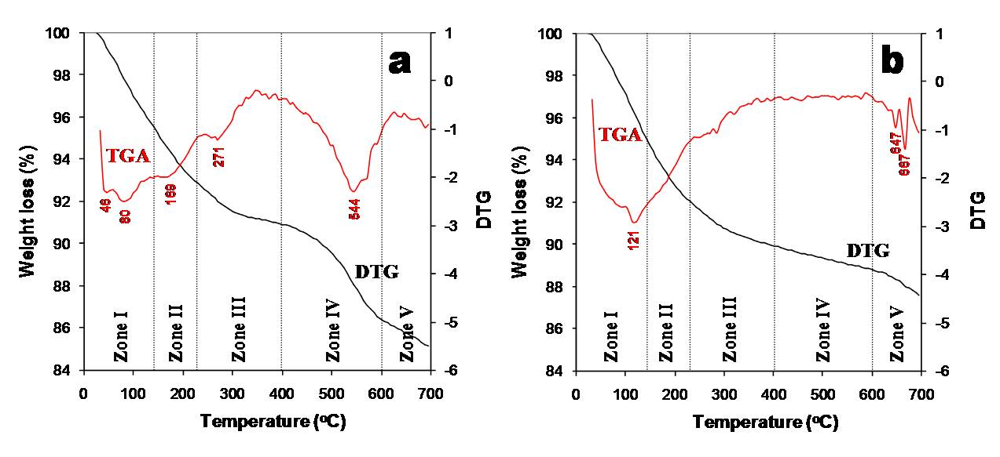 a
100
98
96
94
92
90
88
86
84
Weight loss (%)
1
0
-1
-2
-3
-4
-5
-6
DTG
TGA
46
80
169
271
544
DTG
Zone I
Zone II
Zone III
Zone IV
Zone V
0 100 200 300 400 500 600 700
Temperature (ºC)
b
100
98
96
94
92
90
88
86
84
Weight loss (%)
1
0
-1
-2
-3
-4
-5
-6
DTG
TGA
121
647
667
DTG
Zone I
Zone II
Zone III
Zone IV
Zone V
0 100 200 300 400 500 600 700
Temperature (ºC)